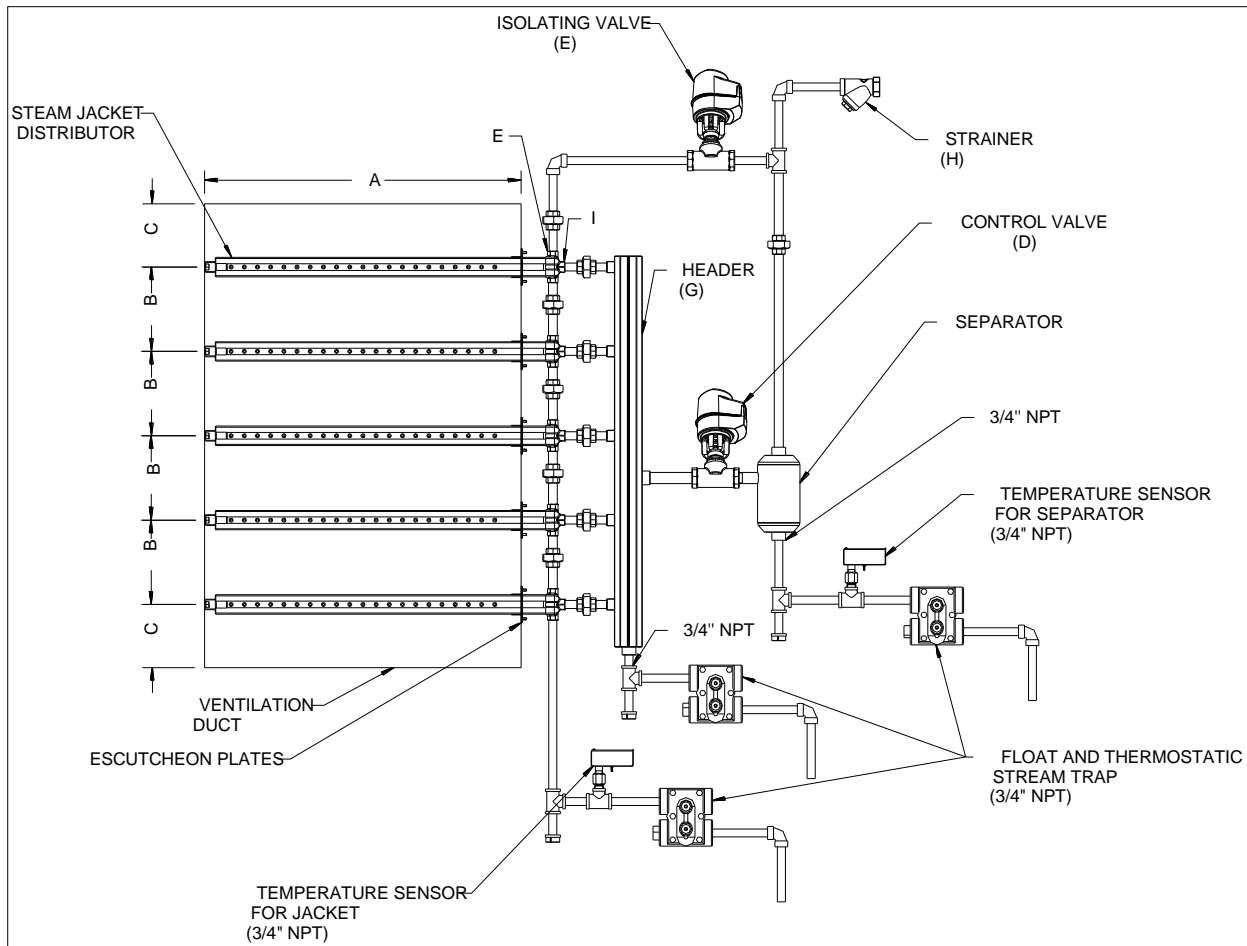 ISOLATING VALVE
(E)
STEAM JACKET
DISTRIBUTOR
E
STRAINER
(H)
A
C
I
CONTROL VALVE
(D)
HEADER
(G)
B
SEPARATOR
B
3/4" NPT
B
TEMPERATURE SENSOR
FOR SEPARATOR
(3/4" NPT)
B
C
3/4" NPT
VENTILATION
DUCT
ESCUTCHEON PLATES
FLOAT AND THERMOSTATIC
STREAM TRAP
(3/4" NPT)
TEMPERATURE SENSOR
FOR JACKET
(3/4" NPT)